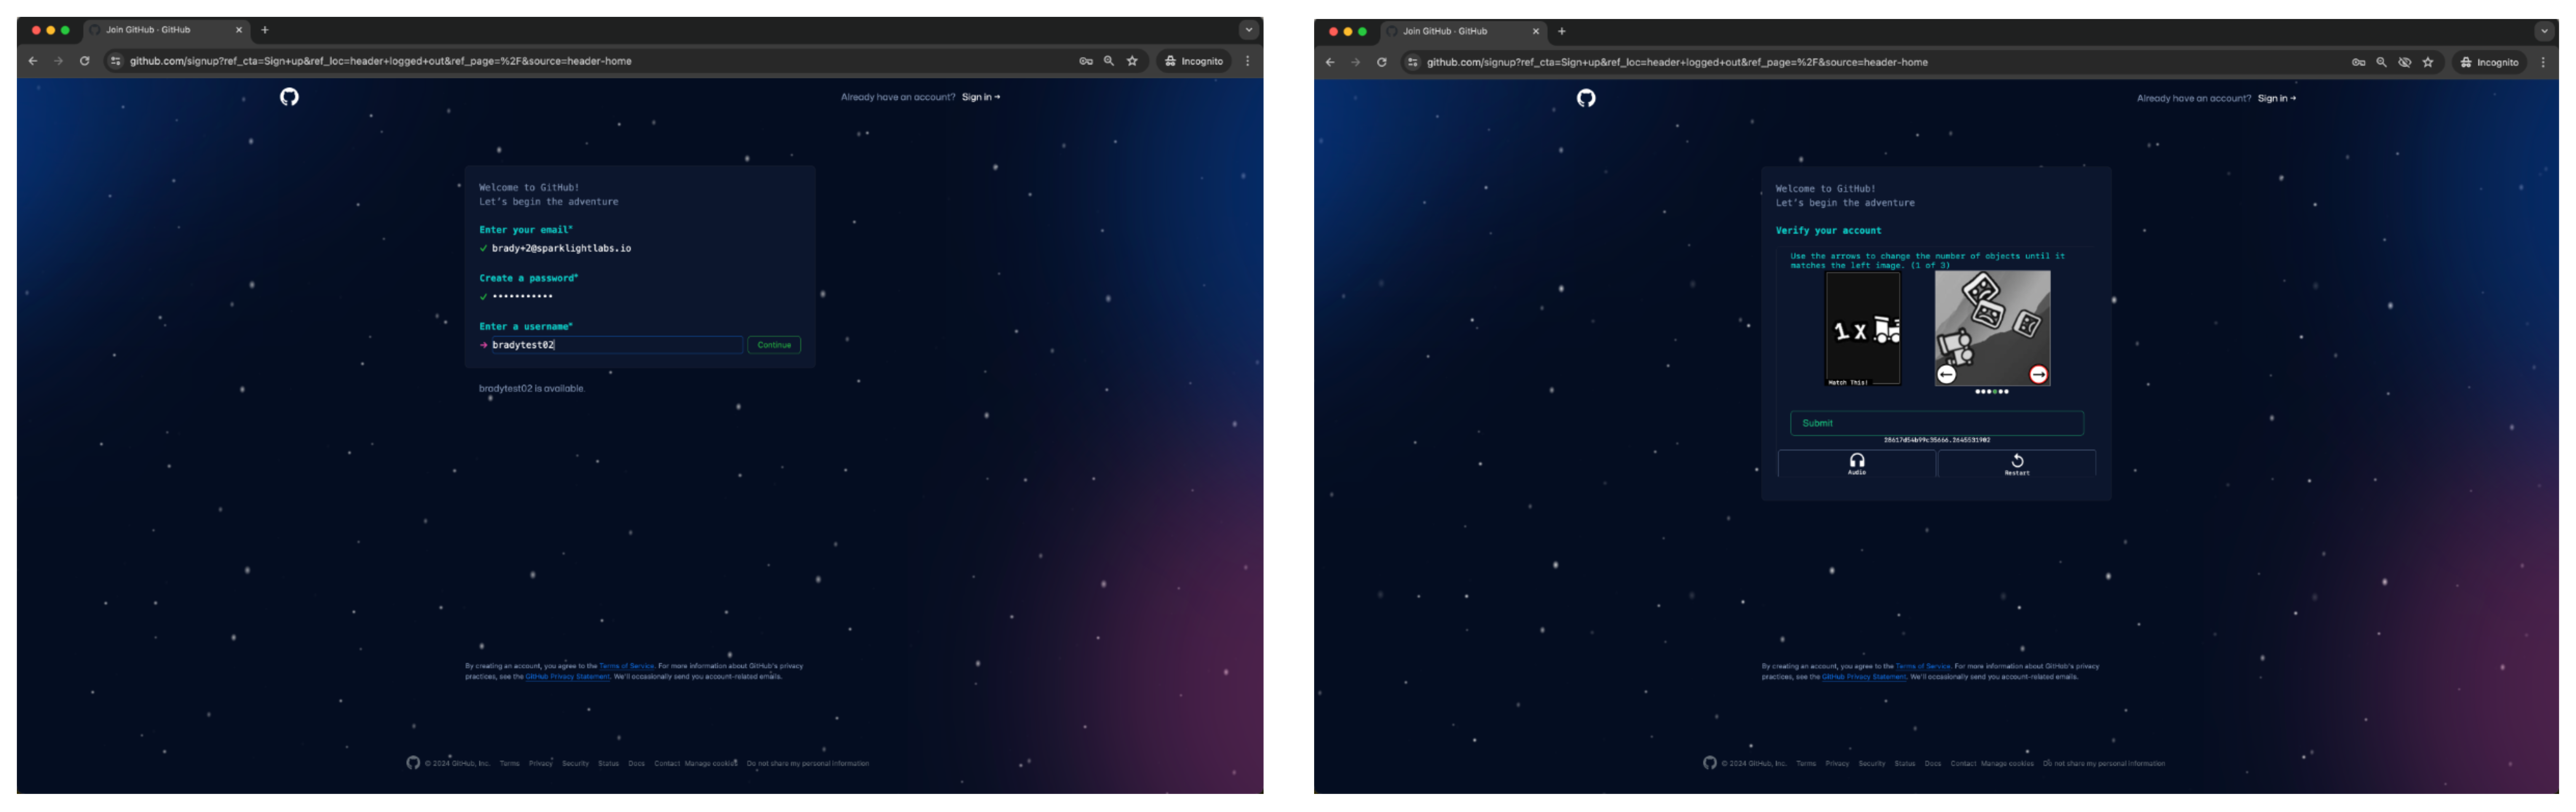 Join GitHub · GitHub
github.com/signup?ref_cta=Sign+up&ref_loc=header+logged+out&ref_page=%2F&source=header-home
Incognito
Already have an account? Sign in →
Welcome to GitHub!
Let's begin the adventure
Enter your email*
✓ brady+2@sparklightlabs.io
Create a password*
✓ •••••••••••
Enter a username*
→ bradytest02
Continue
bradytest02 is available.
By creating an account, you agree to the Terms of Service. For more information about GitHub's privacy
practices, see the GitHub Privacy Statement. We'll occasionally send you account-related emails.
© 2024 GitHub, Inc. Terms Privacy Security Status Docs Contact Manage cookies Do not share my personal information
Join GitHub · GitHub
github.com/signup?ref_cta=Sign+up&ref_loc=header+logged+out&ref_page=%2F&source=header-home
Incognito
Already have an account? Sign in →
Welcome to GitHub!
Let's begin the adventure
Verify your account
Use the arrows to change the number of objects until it
matches the left image. (1 of 3)
1 x
Match This!
Submit
28617d54b99c35666.2645531902
Audio
Restart
By creating an account, you agree to the Terms of Service. For more information about GitHub's privacy
practices, see the GitHub Privacy Statement. We'll occasionally send you account-related emails.
© 2024 GitHub, Inc. Terms Privacy Security Status Docs Contact Manage cookies Do not share my personal information